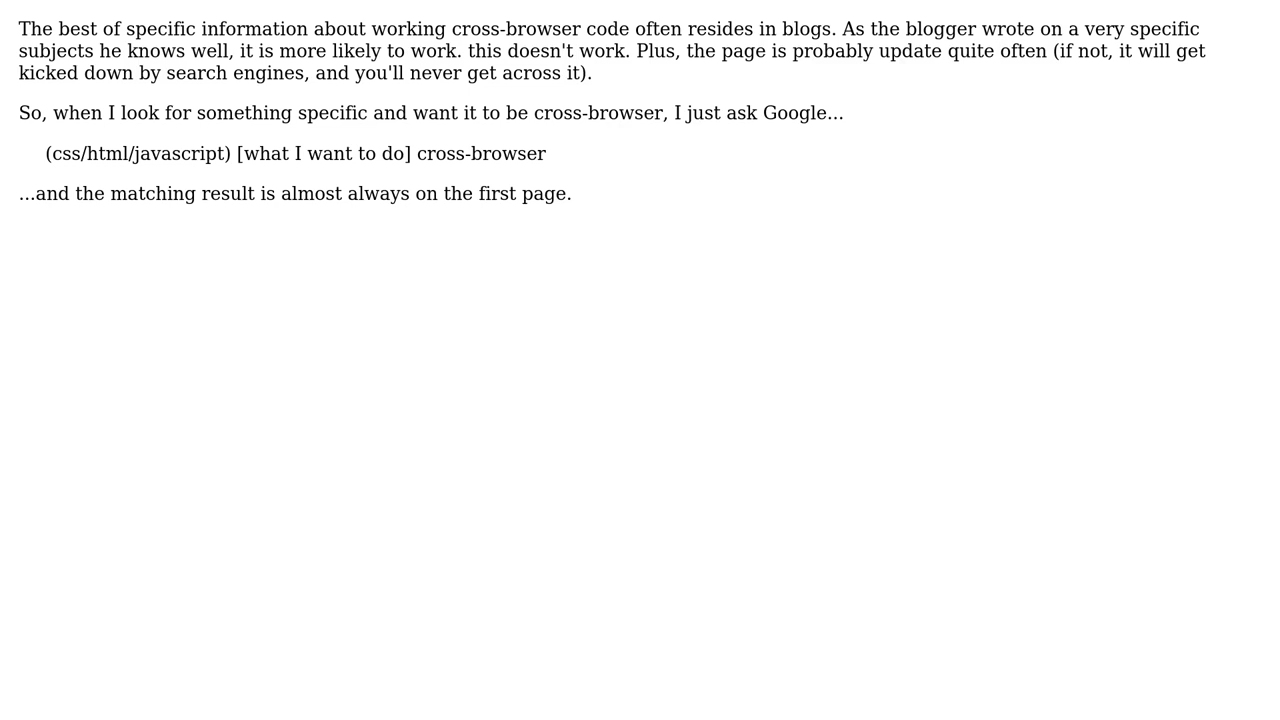 The best of specific information about working cross-browser code often resides in blogs. As the blogger wrote on a very specific
subjects he knows well, it is more likely to work. this doesn't work. Plus, the page is probably update quite often (if not, it will get
kicked down by search engines, and you'll never get across it).
So, when I look for something specific and want it to be cross-browser, I just ask Google...
(css/html/javascript) [what I want to do] cross-browser
...and the matching result is almost always on the first page.